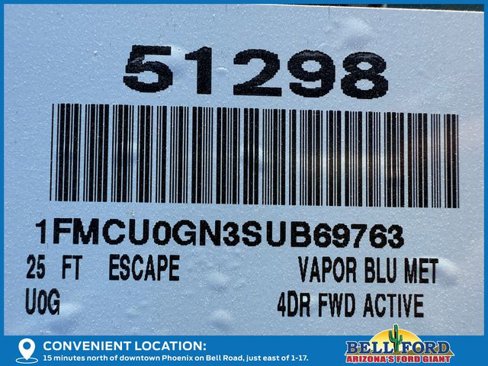 51298
1FMCU0GN3SUB69763
25 FT ESCAPE VAPOR BLU MET
U0G 4DR FWD ACTIVE
CONVENIENT LOCATION:
15 minutes north of downtown Phoenix on Bell Road, just east of I-17.
BELL FORD
ARIZONA'S FORD GIANT